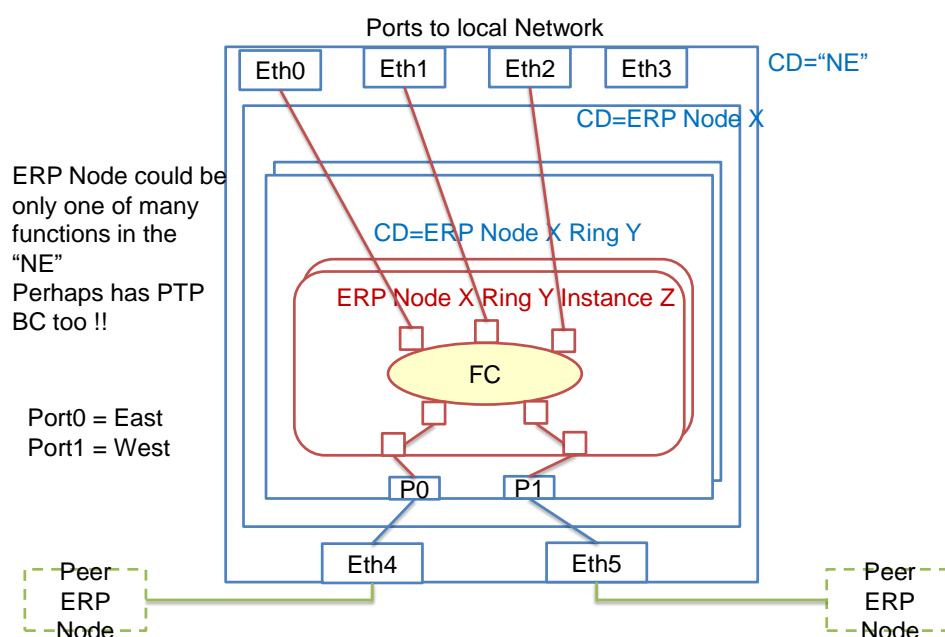 Ports to local Network
Eth0
Eth1
Eth2
Eth3
CD=“NE”
CD=ERP Node X
ERP Node could be
only one of many
functions in the
“NE”
Perhaps has PTP
BC too !!
CD=ERP Node X Ring Y
ERP Node X Ring Y Instance Z
FC
Port0 = East
Port1 = West
P0
P1
Eth4
Eth5
Peer
ERP
Node
Peer
ERP
Node